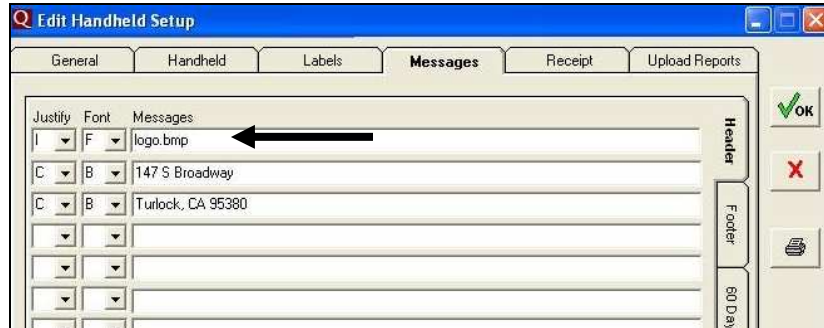 Q Edit Handheld Setup
General Handheld Labels Messages Receipt Upload Reports
Justify Font Messages
I F logo.bmp
C B 147 S Broadway
C B Turlock, CA 95380
Header
Footer
60 Day
OK
X